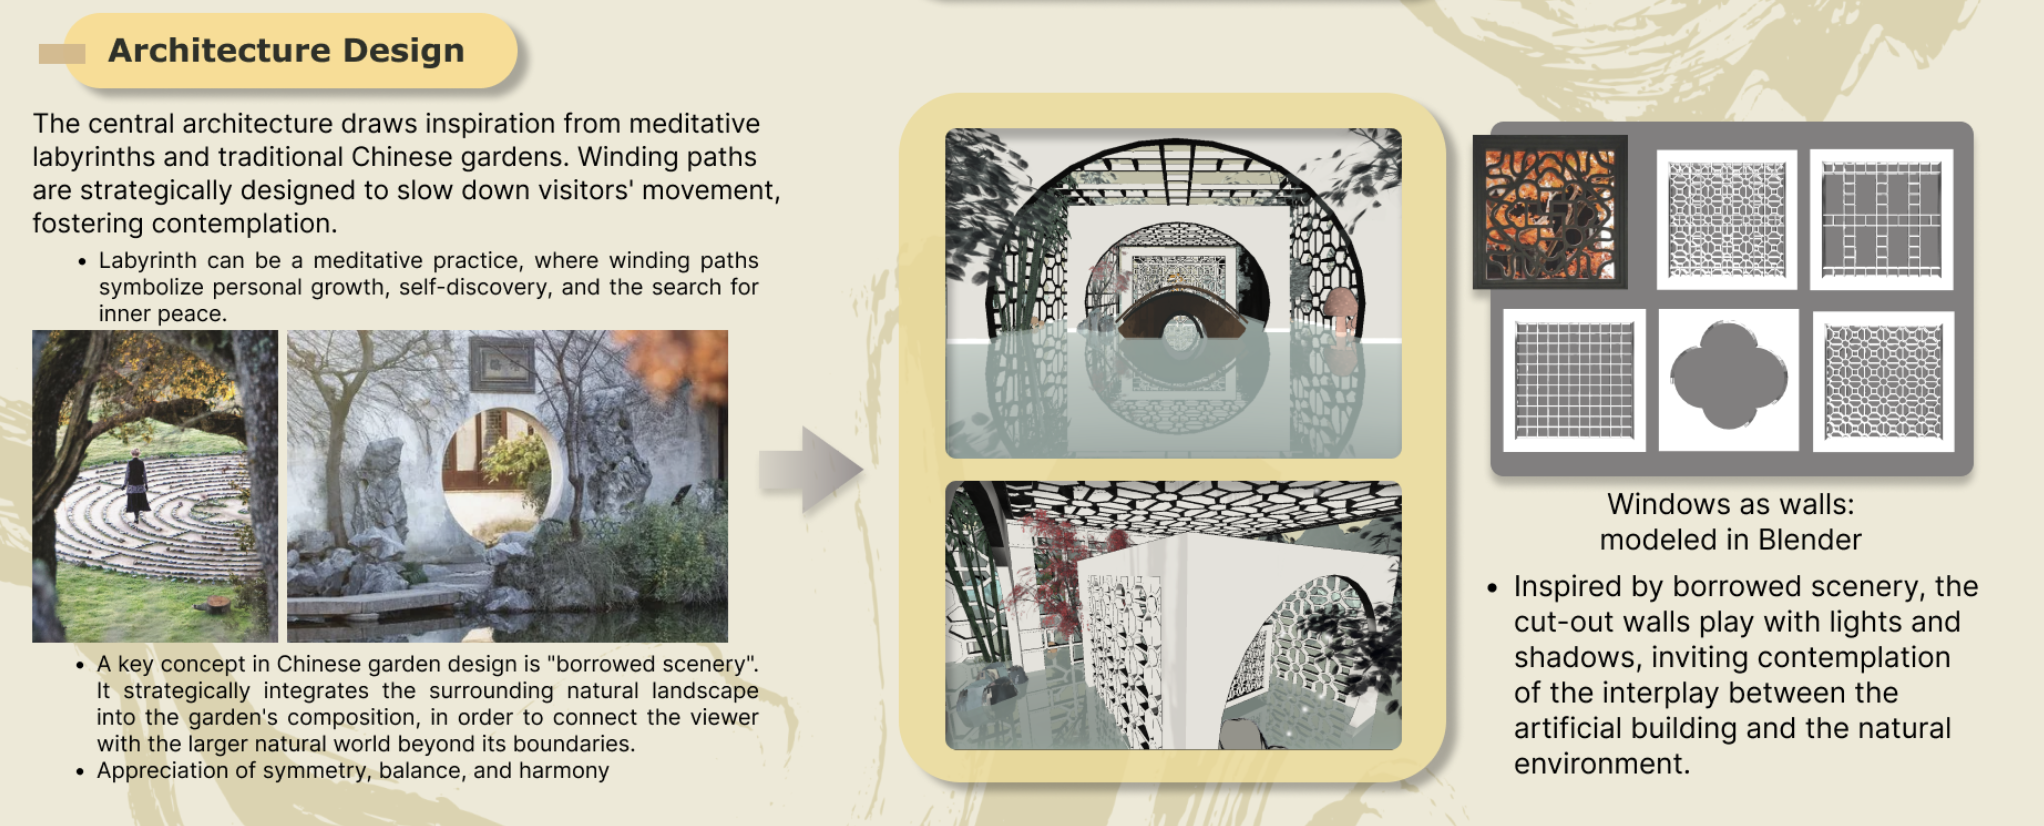 Architecture Design
The central architecture draws inspiration from meditative
labyrinths and traditional Chinese gardens. Winding paths
are strategically designed to slow down visitors' movement,
fostering contemplation.
• Labyrinth can be a meditative practice, where winding paths
symbolize personal growth, self-discovery, and the search for
inner peace.
• A key concept in Chinese garden design is "borrowed scenery".
It strategically integrates the surrounding natural landscape
into the garden's composition, in order to connect the viewer
with the larger natural world beyond its boundaries.
• Appreciation of symmetry, balance, and harmony
Windows as walls:
modeled in Blender
• Inspired by borrowed scenery, the
cut-out walls play with lights and
shadows, inviting contemplation
of the interplay between the
artificial building and the natural
environment.